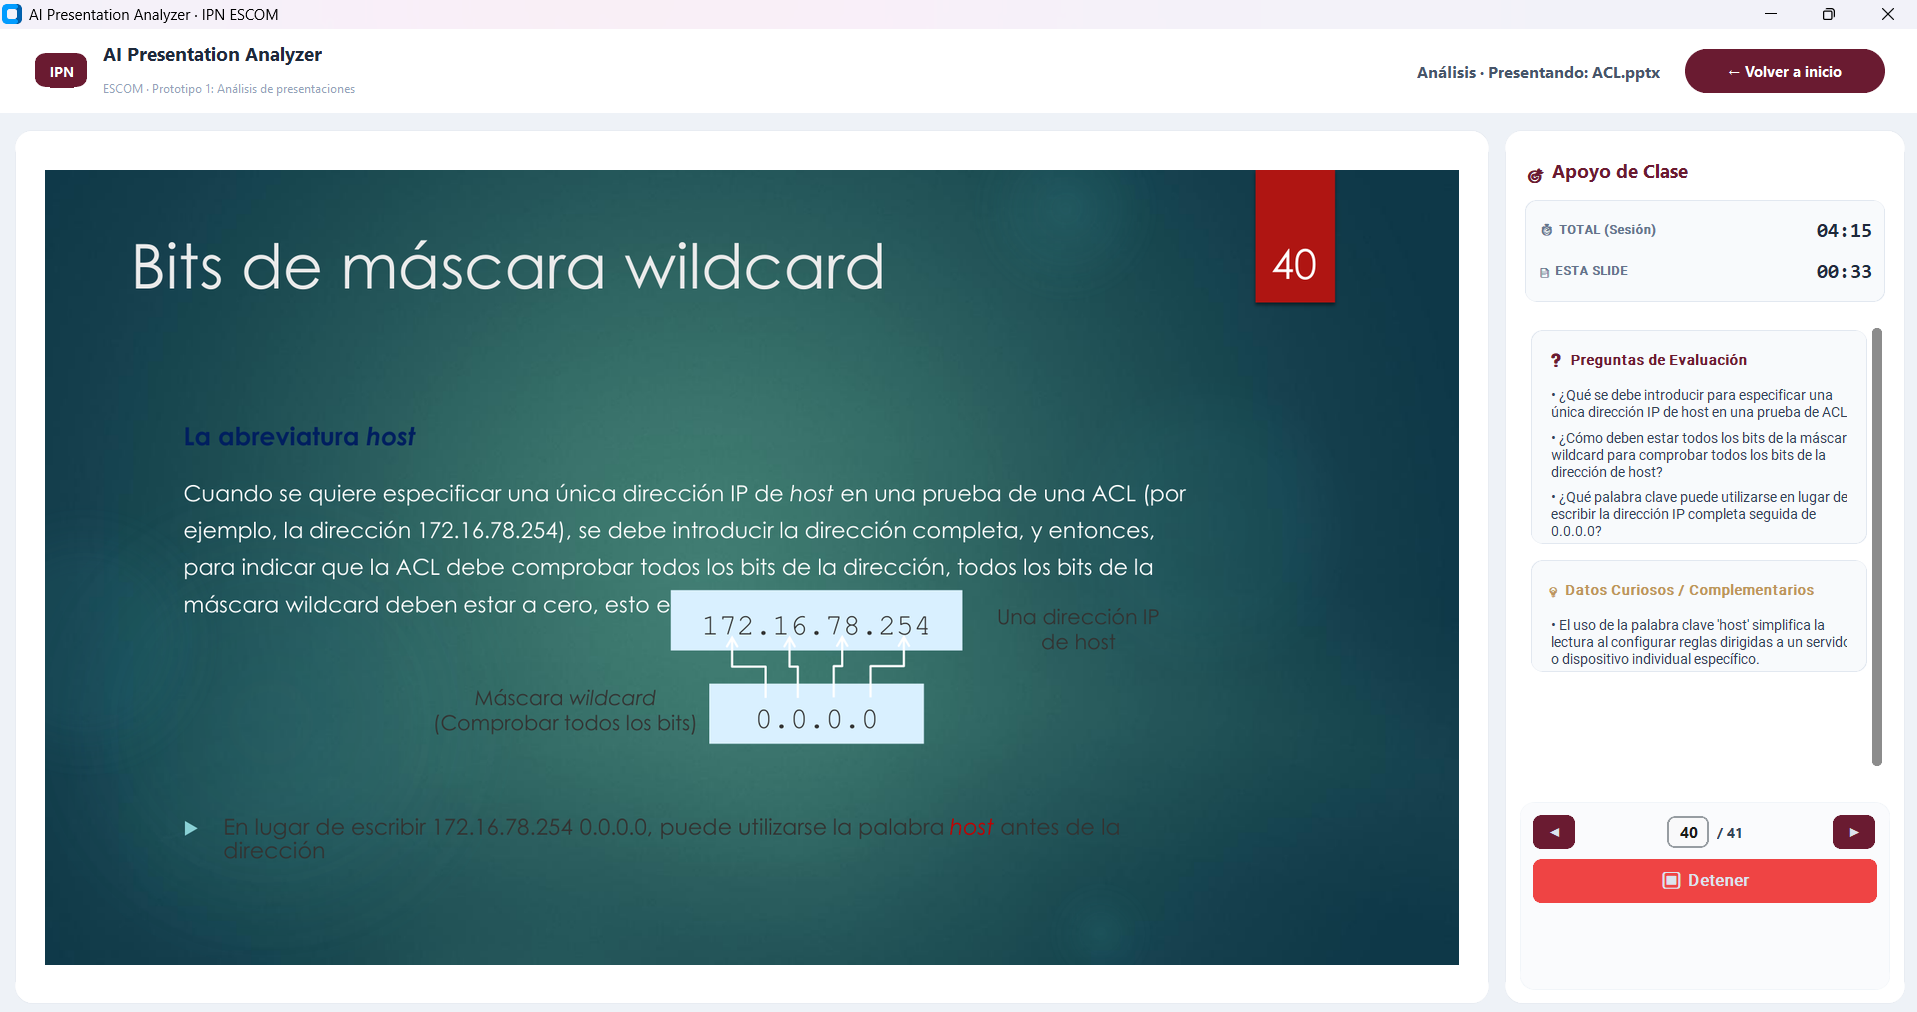 AI Presentation Analyzer · IPN ESCOM
IPN
AI Presentation Analyzer
ESCOM · Prototipo 1: Análisis de presentaciones
Análisis · Presentando: ACL.pptx
← Volver a inicio
Bits de máscara wildcard
40
La abreviatura host
Cuando se quiere especificar una única dirección IP de host en una prueba de una ACL (por
ejemplo, la dirección 172.16.78.254), se debe introducir la dirección completa, y entonces,
para indicar que la ACL debe comprobar todos los bits de la dirección, todos los bits de la
máscara wildcard deben estar a cero, esto e
172.16.78.254
Una dirección IP
de host
Máscara wildcard
(Comprobar todos los bits)
0.0.0.0
En lugar de escribir 172.16.78.254 0.0.0.0, puede utilizarse la palabra host antes de la
dirección
Apoyo de Clase
TOTAL (Sesión)
04:15
ESTA SLIDE
00:33
? Preguntas de Evaluación
• ¿Qué se debe introducir para especificar una
única dirección IP de host en una prueba de ACL
• ¿Cómo deben estar todos los bits de la máscar
wildcard para comprobar todos los bits de la
dirección de host?
• ¿Qué palabra clave puede utilizarse en lugar de
escribir la dirección IP completa seguida de
0.0.0.0?
Datos Curiosos / Complementarios
• El uso de la palabra clave 'host' simplifica la
lectura al configurar reglas dirigidas a un servid
o dispositivo individual específico.
40 / 41
Detener